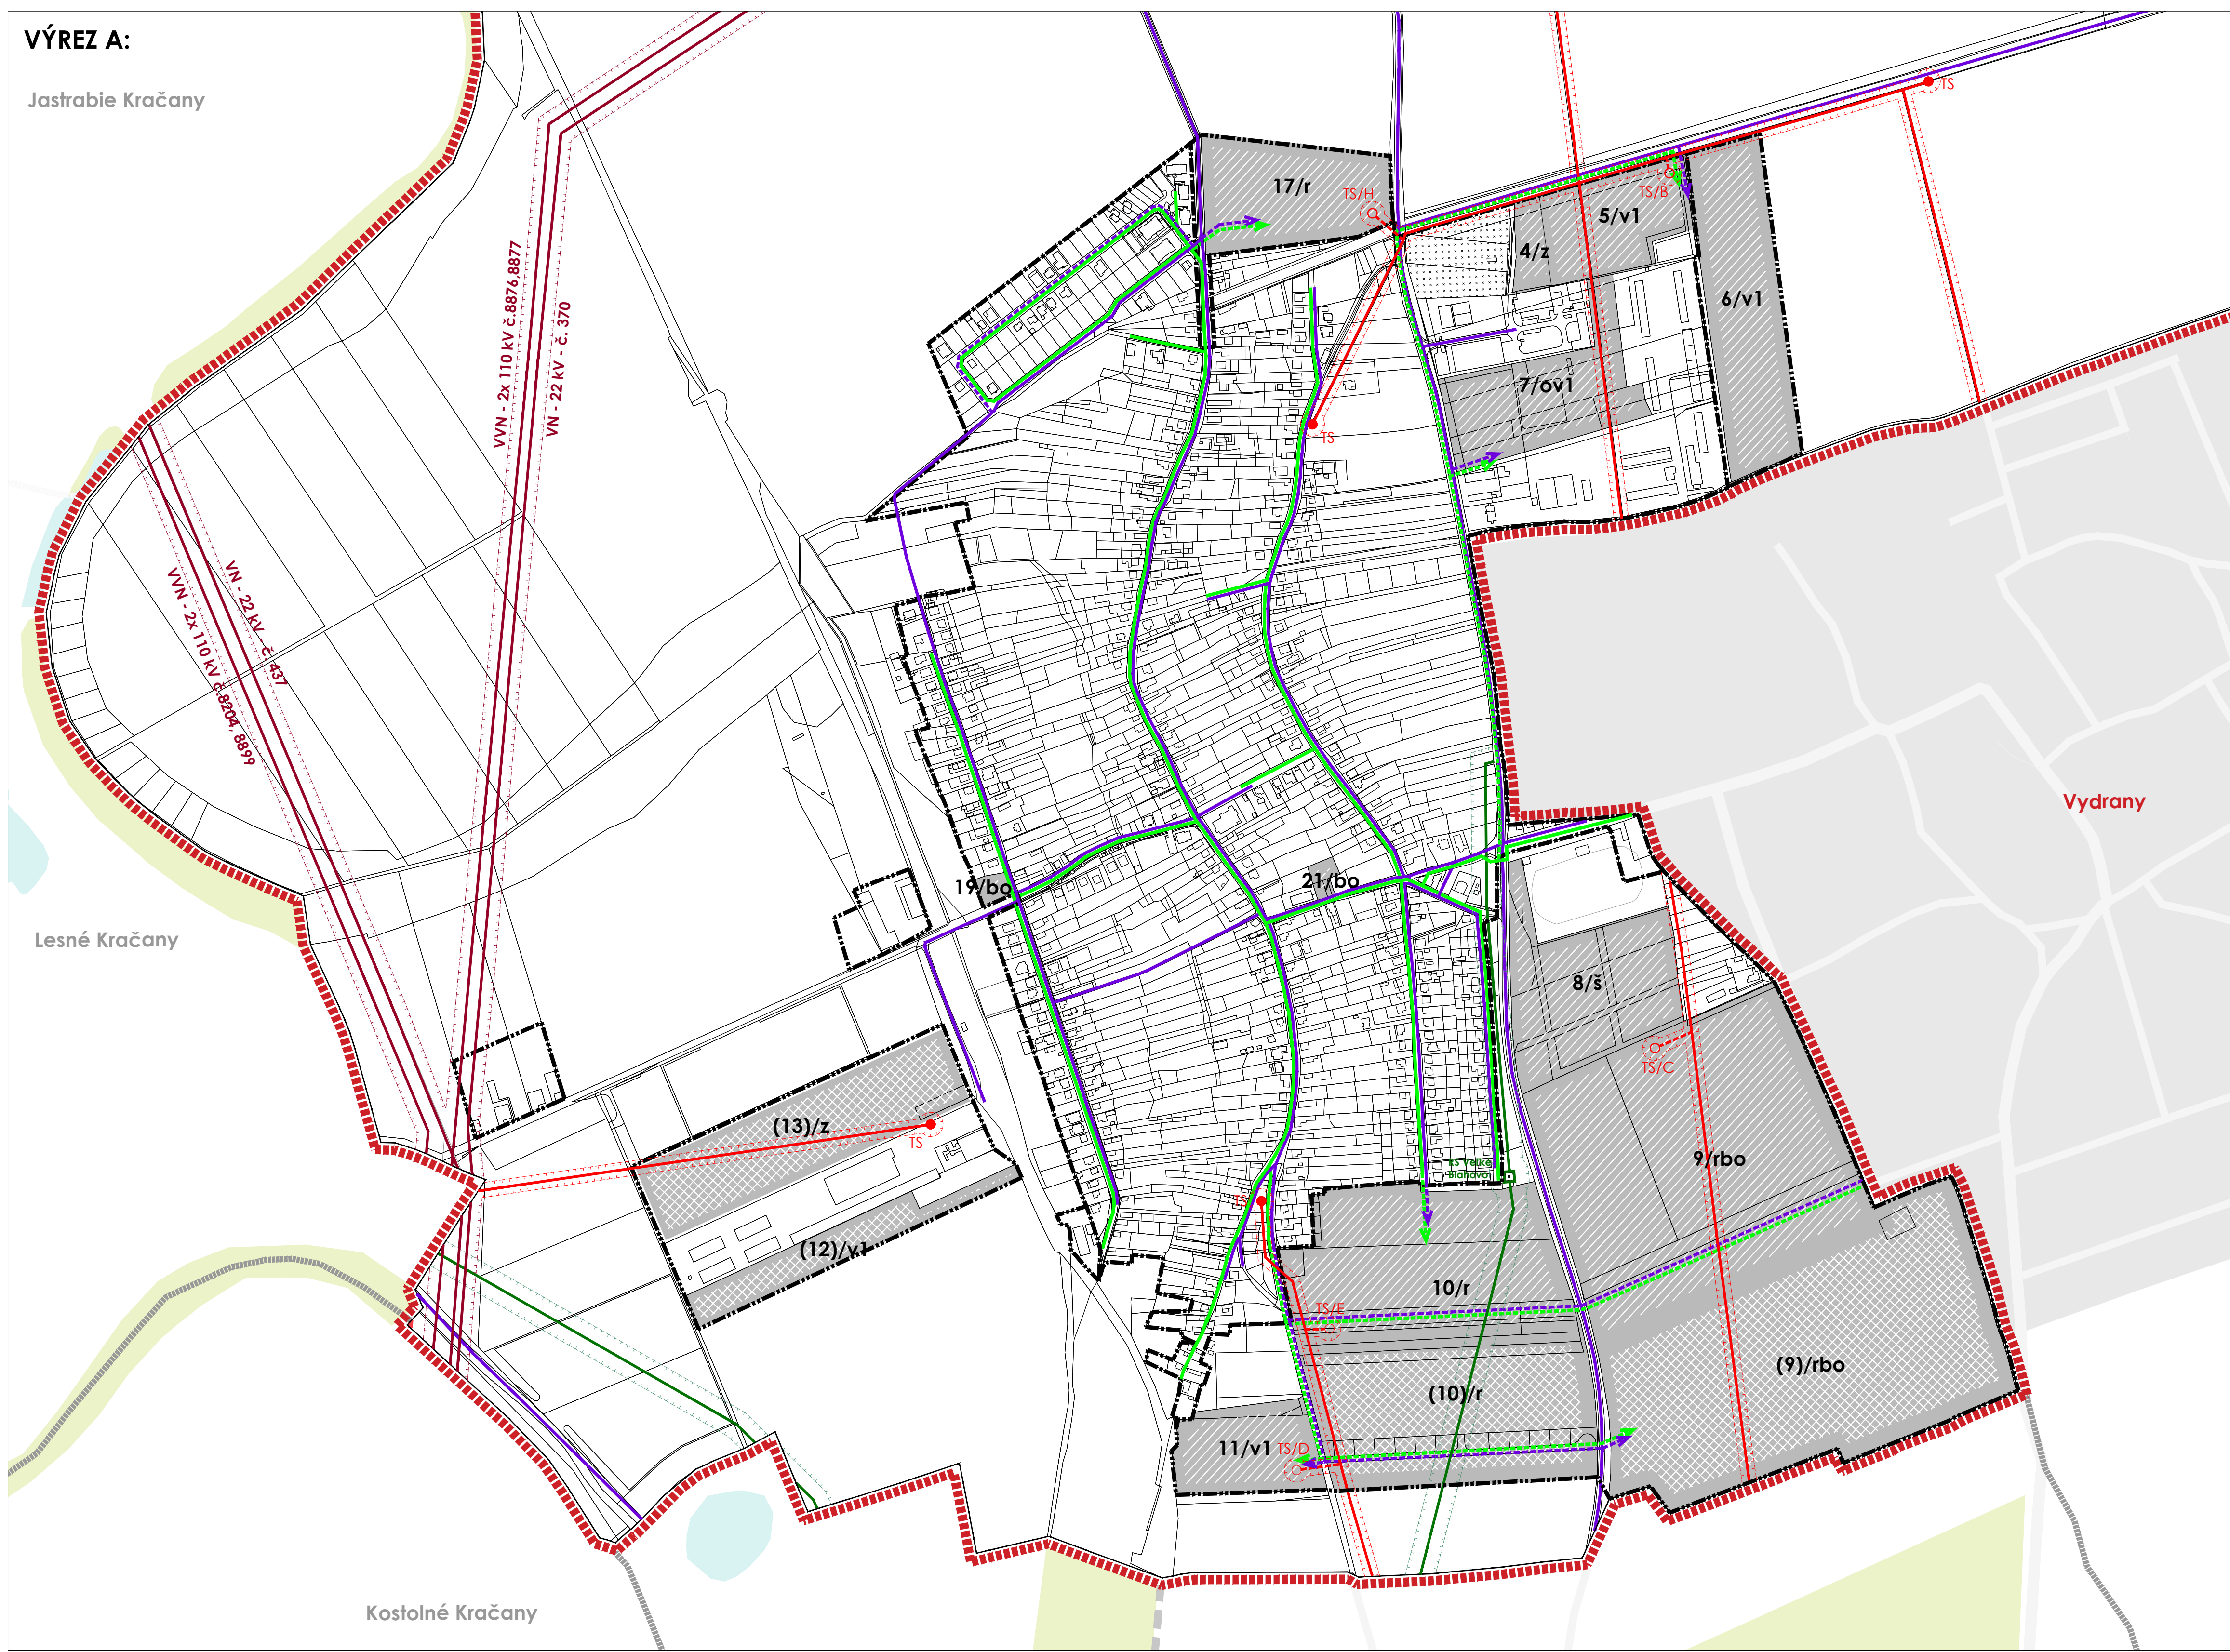 VÝREZ A:
Jastrabie Kračany
TS
17/r
TS/H
TS/B
5/v1
4/z
6/v1
VVN - 2x 110 kV č.8876,8877
VN - 22 kV - č. 370
7/ov1
TS
VN - 22 kV - č. 437
VVN - 2x 110 kV č.8204, 8899
Vydrany
19/bo
21/bo
Lesné Kračany
8/š
TS/C
(13)/z
TS
9/rbo
RS Veľké
Blahovo
TS
(12)/v1
10/r
TS/E
(9)/rbo
(10)/r
11/v1
TS/D
Kostolné Kračany